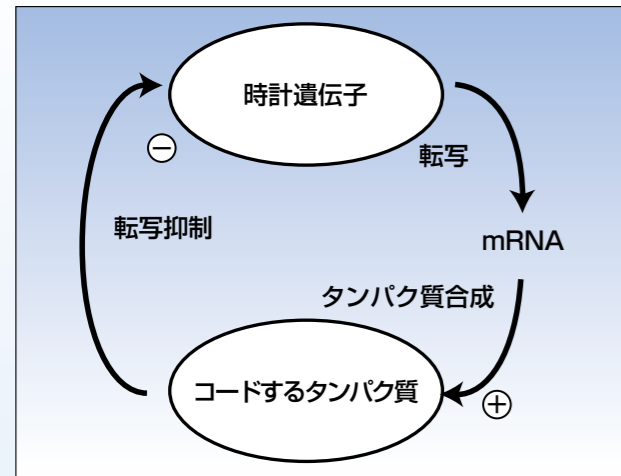 時計遺伝子
⊖
転写
転写抑制
mRNA
タンパク質合成
コードするタンパク質
⊕